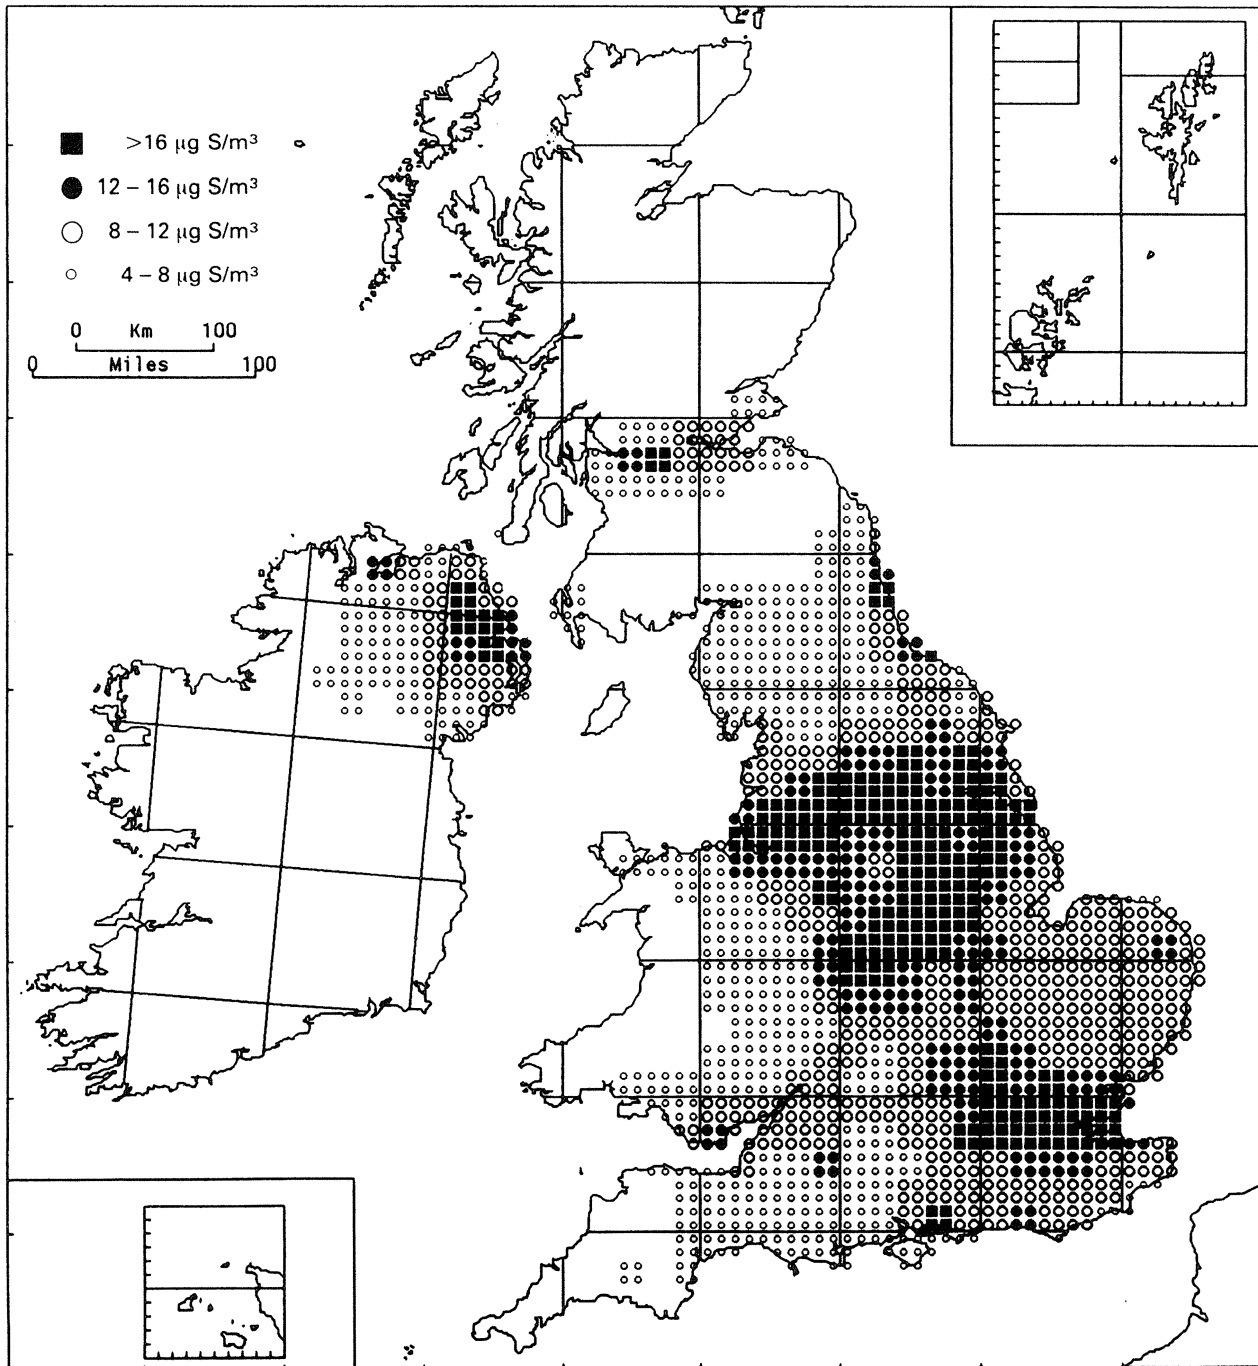 >16 μg S/m³
12 – 16 μg S/m³
8 – 12 μg S/m³
4 – 8 μg S/m³
0 Km 100
0 Miles 100